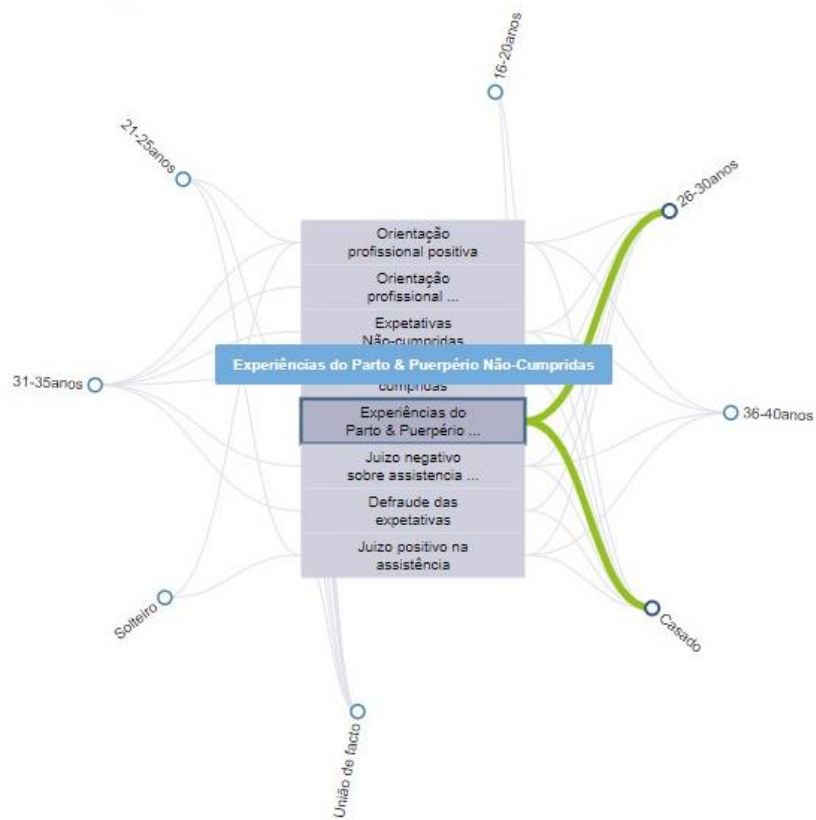 16-20anos
21-25anos
26-30anos
Orientação
profissional positiva
Orientação
profissional ...
Expetativas
Não-cumpridas
Experiências do Parto & Puerpério Não-Cumpridas
cumpridas
31-35anos
Experiências do
Parto & Puerpério ...
36-40anos
Juizo negativo
sobre assistencia ...
Defraude das
expetativas
Juizo positivo na
assistência
Solteiro
Casado
União de facto